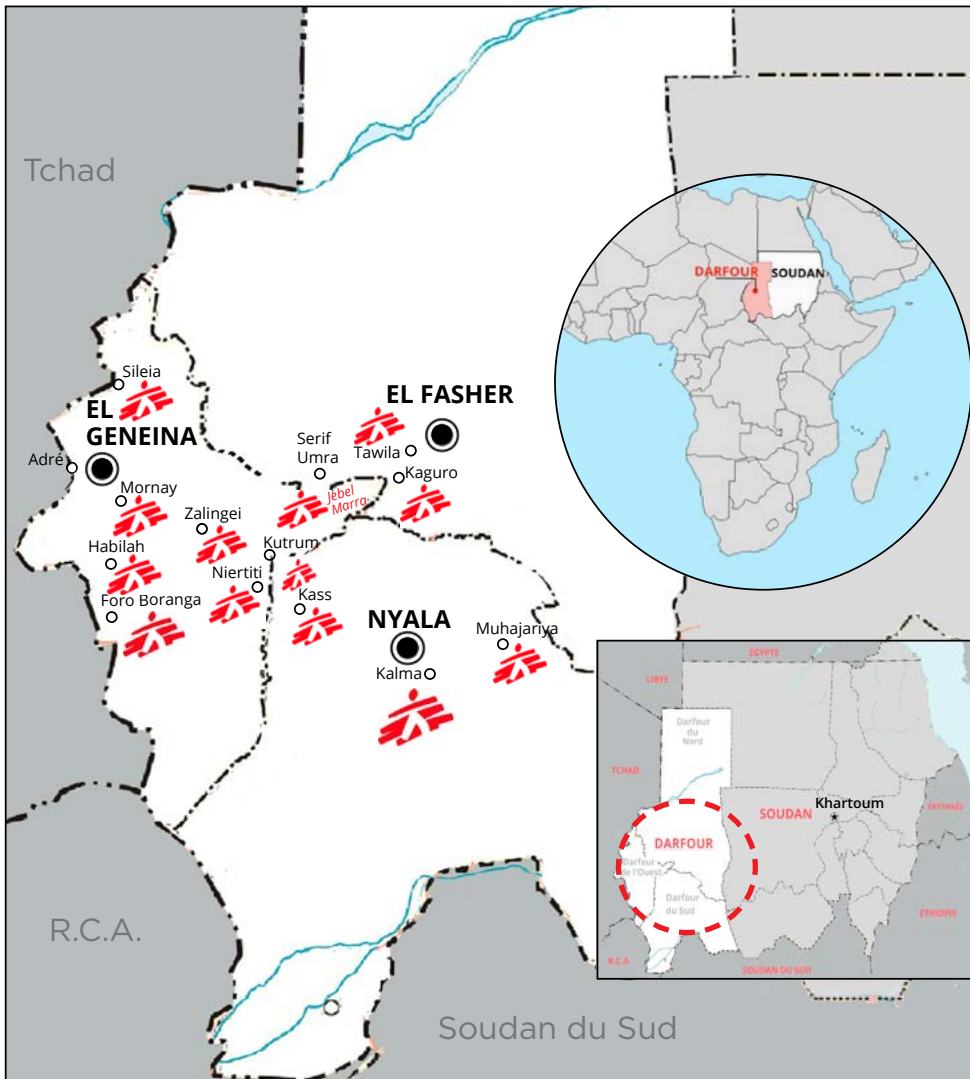 Tchad
DARFOUR
SOUDAN
Sileia
EL
GENEINA
EL FASHER
Adré
Serif
Umra
Tawila
Kaguro
Jebel
Marra
Mornay
Zalingei
Kutrum
Habilah
Niertiti
Kass
Foro Boranga
NYALA
Muhajariya
Kalma
R.C.A.
Soudan du Sud
EGYPTE
LIBYE
Darfour
du
Nord
TCHAD
Khartoum
SOUDAN
ERYTHRÉE
DARFOUR
Darfour
de l'Ouest
Darfour
du Sud
ETHIOPIE
R.C.A
SOUDAN DU SUD